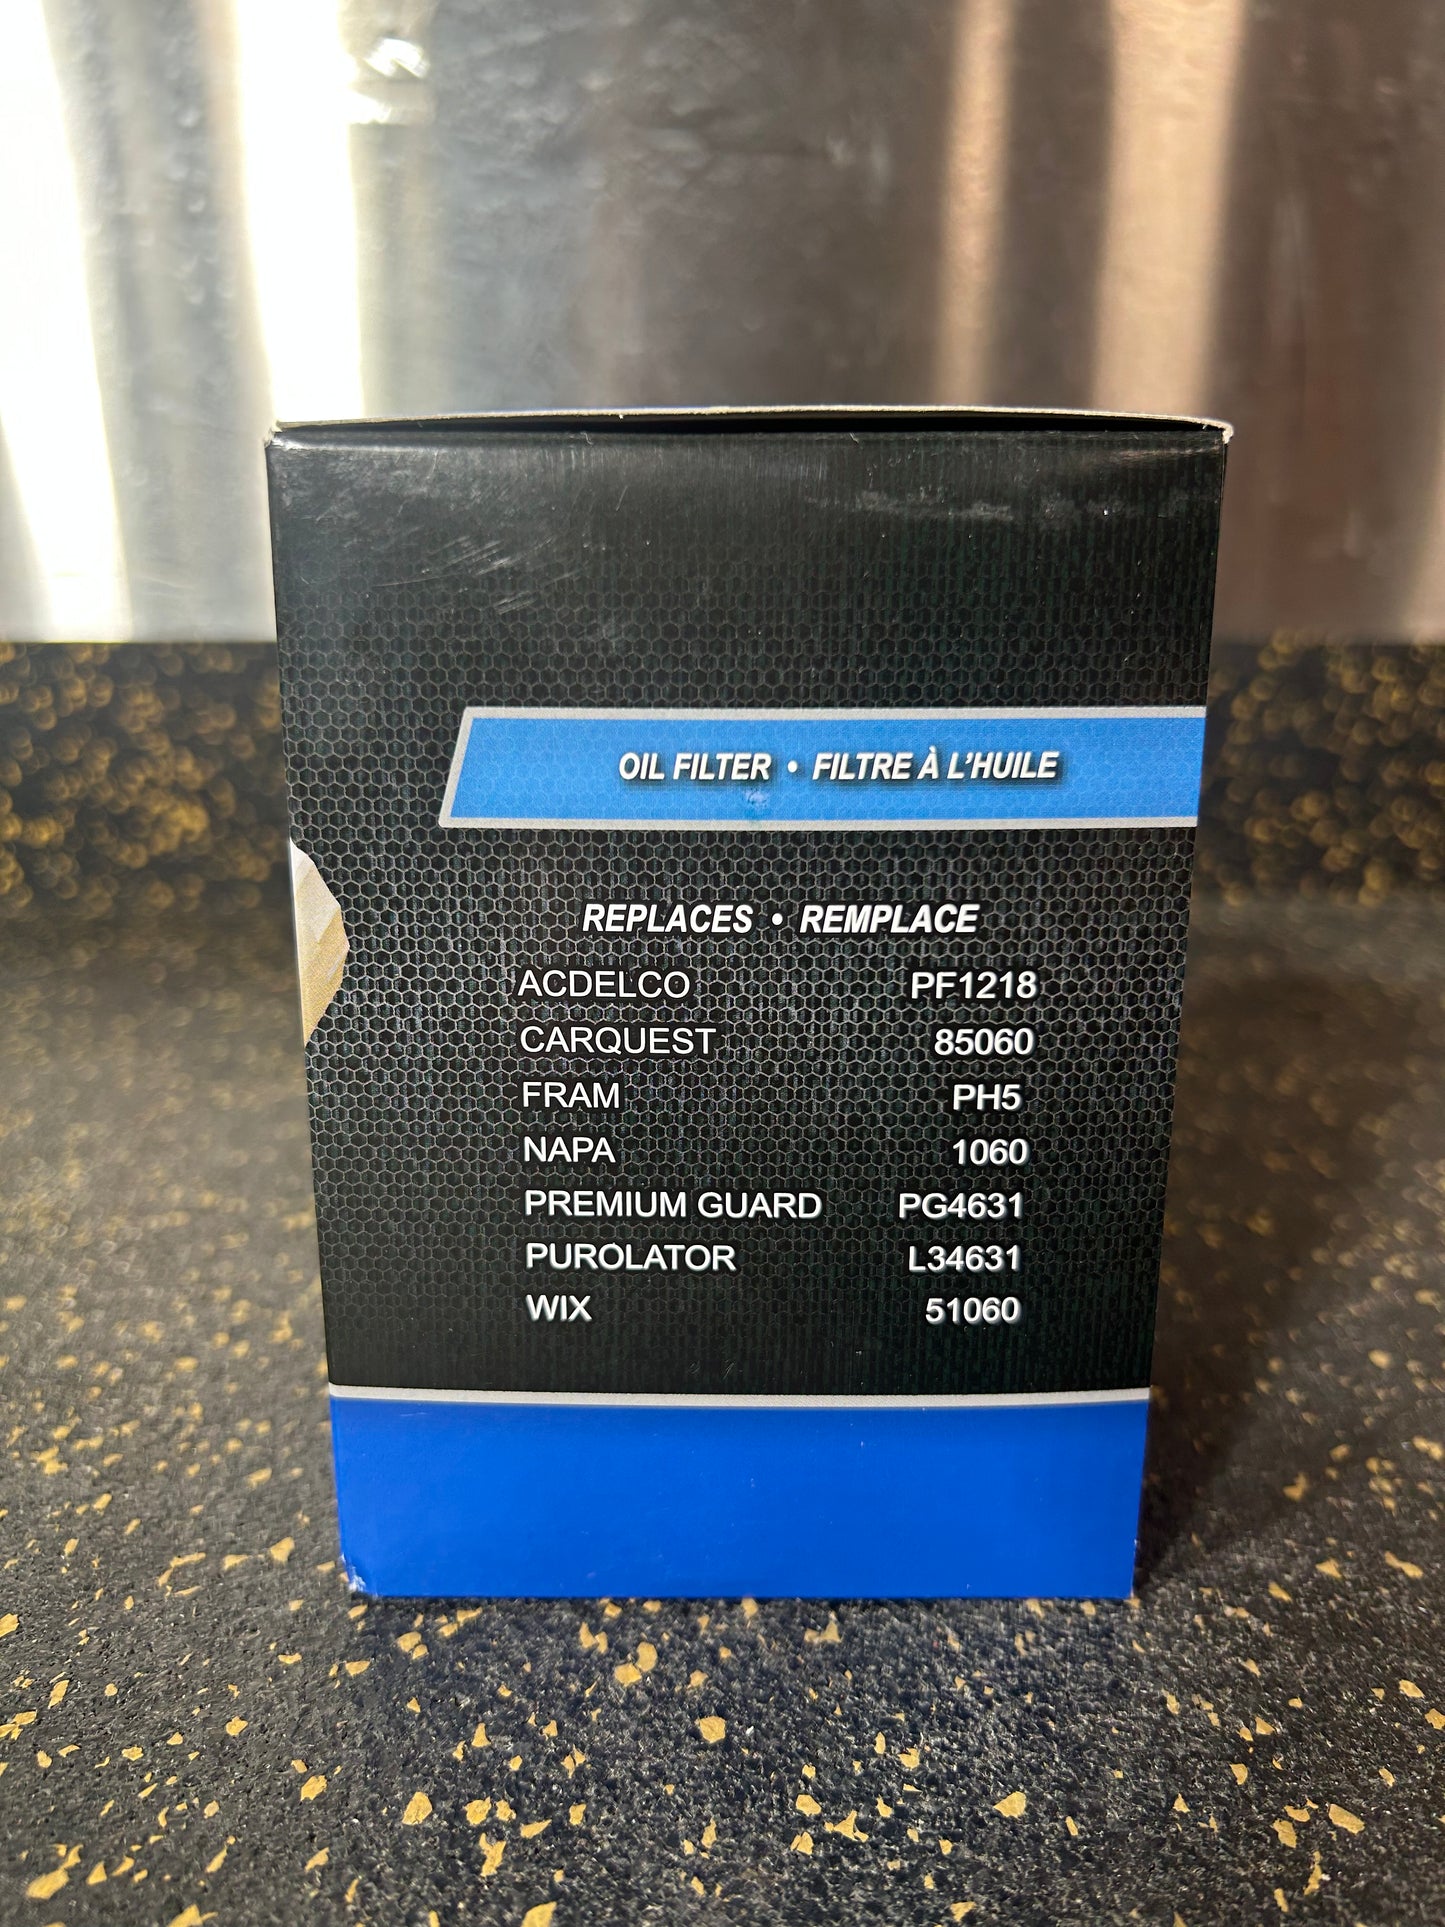 OIL FILTER • FILTRE À L'HUILE
REPLACES • REMPLACE
ACDELCO PF1218
CARQUEST 85060
FRAM PH5
NAPA 1060
PREMIUM GUARD PG4631
PUROLATOR L34631
WIX 51060